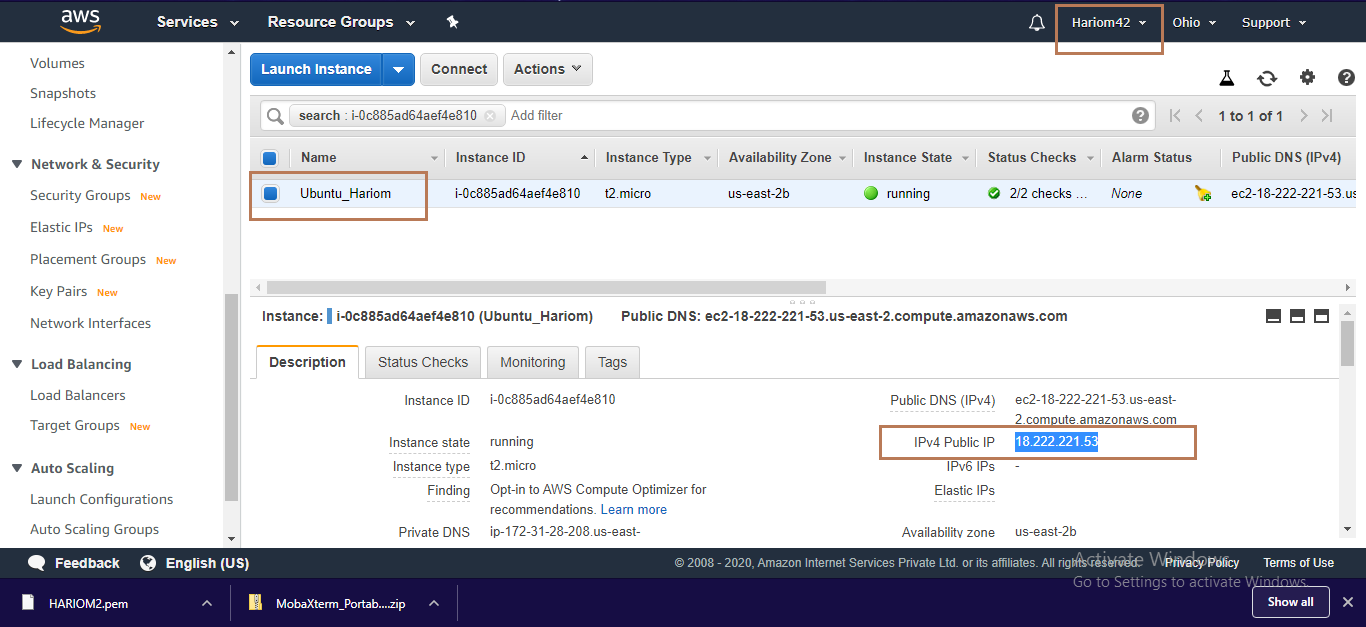 aws Services Resource Groups Hariom42 Ohio Support
Volumes
Snapshots
Lifecycle Manager
Network & Security
Security Groups New
Elastic IPs New
Placement Groups New
Key Pairs New
Network Interfaces
Load Balancing
Load Balancers
Target Groups New
Auto Scaling
Launch Configurations
Auto Scaling Groups
Launch Instance Connect Actions
search : i-0c885ad64aef4e810 Add filter 1 to 1 of 1
Name Instance ID Instance Type Availability Zone Instance State Status Checks Alarm Status Public DNS (IPv4)
Ubuntu_Hariom i-0c885ad64aef4e810 t2.micro us-east-2b running 2/2 checks ... None ec2-18-222-221-53.us
Instance: i-0c885ad64aef4e810 (Ubuntu_Hariom) Public DNS: ec2-18-222-221-53.us-east-2.compute.amazonaws.com
Description Status Checks Monitoring Tags
Instance ID i-0c885ad64aef4e810
Instance state running
Instance type t2.micro
Finding Opt-in to AWS Compute Optimizer for
recommendations. Learn more
Private DNS ip-172-31-28-208.us-east-
Public DNS (IPv4) ec2-18-222-221-53.us-east-
2.compute.amazonaws.com
IPv4 Public IP 18.222.221.53
IPv6 IPs -
Elastic IPs
Availability zone us-east-2b
Feedback English (US) © 2008 - 2020, Amazon Internet Services Private Ltd. or its affiliates. All rights reserved. Privacy Policy Terms of Use
Activate Windows
Go to Settings to activate Windows.
HARIOM2.pem MobaXterm_Portab....zip Show all